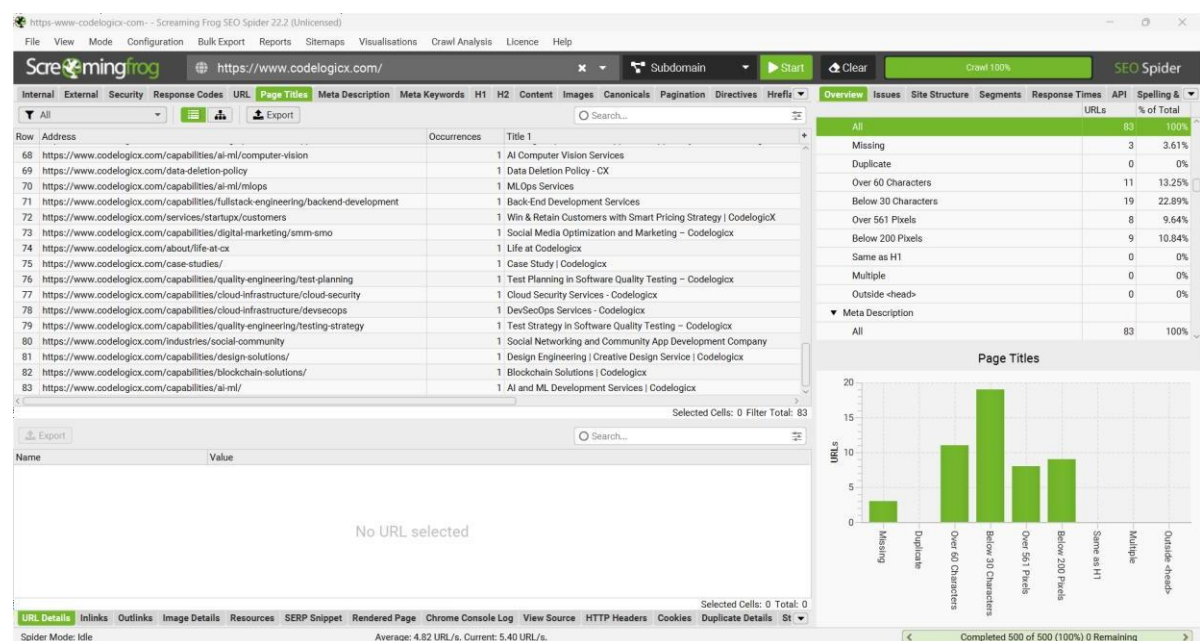 https-www-codelogicx-com- - Screaming Frog SEO Spider 22.2 (Unlicensed)
File View Mode Configuration Bulk Export Reports Sitemaps Visualisations Crawl Analysis Licence Help
Screamingfrog https://www.codelogicx.com/ Subdomain Start Clear Crawl 100% SEO Spider
Internal External Security Response Codes URL Page Titles Meta Description Meta Keywords H1 H2 Content Images Canonicals Pagination Directives Hrefla Overview Issues Site Structure Segments Response Times API Spelling &
All Export Search... URLs % of Total
Row Address Occurrences Title 1
68 https://www.codelogicx.com/capabilities/ai-ml/computer-vision 1 AI Computer Vision Services
69 https://www.codelogicx.com/data-deletion-policy 1 Data Deletion Policy - CX
70 https://www.codelogicx.com/capabilities/ai-ml/mlops 1 MLOps Services
71 https://www.codelogicx.com/capabilities/fullstack-engineering/backend-development 1 Back-End Development Services
72 https://www.codelogicx.com/services/startupx/customers 1 Win & Retain Customers with Smart Pricing Strategy | CodelogicX
73 https://www.codelogicx.com/capabilities/digital-marketing/smm-smo 1 Social Media Optimization and Marketing – Codelogicx
74 https://www.codelogicx.com/about/life-at-cx 1 Life at Codelogicx
75 https://www.codelogicx.com/case-studies/ 1 Case Study | Codelogicx
76 https://www.codelogicx.com/capabilities/quality-engineering/test-planning 1 Test Planning in Software Quality Testing – Codelogicx
77 https://www.codelogicx.com/capabilities/cloud-infrastructure/cloud-security 1 Cloud Security Services - Codelogicx
78 https://www.codelogicx.com/capabilities/cloud-infrastructure/devsecops 1 DevSecOps Services - Codelogicx
79 https://www.codelogicx.com/capabilities/quality-engineering/testing-strategy 1 Test Strategy in Software Quality Testing – Codelogicx
80 https://www.codelogicx.com/industries/social-community 1 Social Networking and Community App Development Company
81 https://www.codelogicx.com/capabilities/design-solutions/ 1 Design Engineering | Creative Design Service | Codelogicx
82 https://www.codelogicx.com/capabilities/blockchain-solutions/ 1 Blockchain Solutions | Codelogicx
83 https://www.codelogicx.com/capabilities/ai-ml/ 1 AI and ML Development Services | Codelogicx
Selected Cells: 0 Filter Total: 83
All 83 100%
Missing 3 3.61%
Duplicate 0 0%
Over 60 Characters 11 13.25%
Below 30 Characters 19 22.89%
Over 561 Pixels 8 9.64%
Below 200 Pixels 9 10.84%
Same as H1 0 0%
Multiple 0 0%
Outside <head> 0 0%
Meta Description
All 83 100%
Export Search...
Name Value
No URL selected
Selected Cells: 0 Total: 0
Page Titles
URLs
20
15
10
5
0
Missing
Duplicate
Over 60 Characters
Below 30 Characters
Over 561 Pixels
Below 200 Pixels
Same as H1
Multiple
Outside <head>
URL Details Inlinks Outlinks Image Details Resources SERP Snippet Rendered Page Chrome Console Log View Source HTTP Headers Cookies Duplicate Details St
Spider Mode: Idle Average: 4.82 URL/s. Current: 5.40 URL/s. Completed 500 of 500 (100%) 0 Remaining